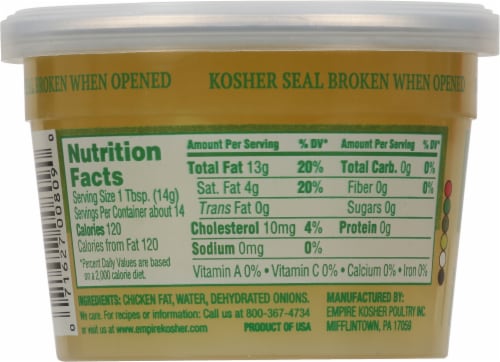 BROKEN WHEN OPENED KOSHER SEAL BROKEN WHEN OPENED
Nutrition
Facts
Serving Size 1 Tbsp. (14g)
Servings Per Container about 14
Calories 120
Calories from Fat 120
*Percent Daily Values are based
on a 2,000 calorie diet.
Amount Per Serving % DV*
Total Fat 13g 20%
Sat. Fat 4g 20%
Trans Fat 0g
Cholesterol 10mg 4%
Sodium 0mg 0%
Amount Per Serving % DV*
Total Carb. 0g 0%
Fiber 0g 0%
Sugars 0g
Protein 0g
Vitamin A 0% • Vitamin C 0% • Calcium 0% • Iron 0%
INGREDIENTS: CHICKEN FAT, WATER, DEHYDRATED ONIONS.
We care. For recipes or information: Call us at 800-367-4734
or visit us at www.empirekosher.com PRODUCT OF USA
MANUFACTURED BY:
EMPIRE KOSHER POULTRY INC
MIFFLINTOWN, PA 17059
0 71627 00809 0